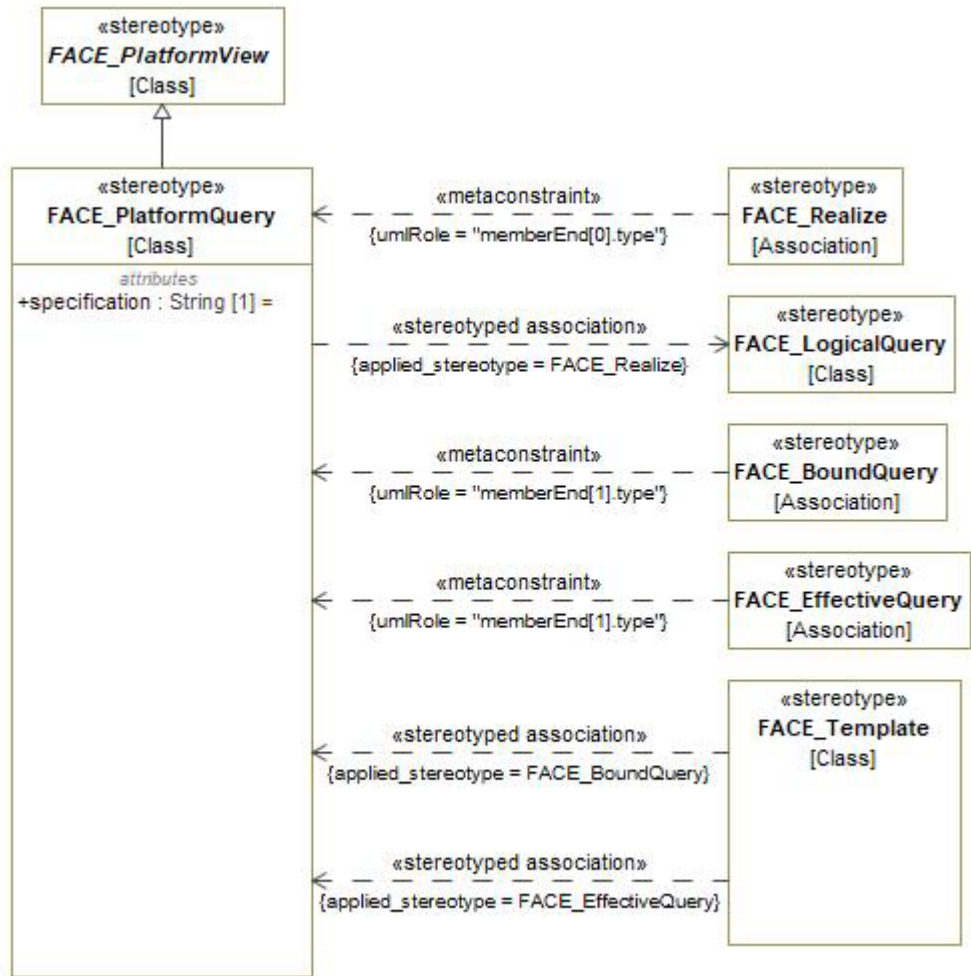 «stereotype»
FACE_PlatformView
[Class]
«stereotype»
FACE_PlatformQuery
[Class]
attributes
+specification : String [1] =
«metaconstraint»
{umlRole = "memberEnd[0].type"}
«stereotype»
FACE_Realize
[Association]
«stereotyped association»
{applied_stereotype = FACE_Realize}
«stereotype»
FACE_LogicalQuery
[Class]
«metaconstraint»
{umlRole = "memberEnd[1].type"}
«stereotype»
FACE_BoundQuery
[Association]
«metaconstraint»
{umlRole = "memberEnd[1].type"}
«stereotype»
FACE_EffectiveQuery
[Association]
«stereotyped association»
{applied_stereotype = FACE_BoundQuery}
«stereotype»
FACE_Template
[Class]
«stereotyped association»
{applied_stereotype = FACE_EffectiveQuery}